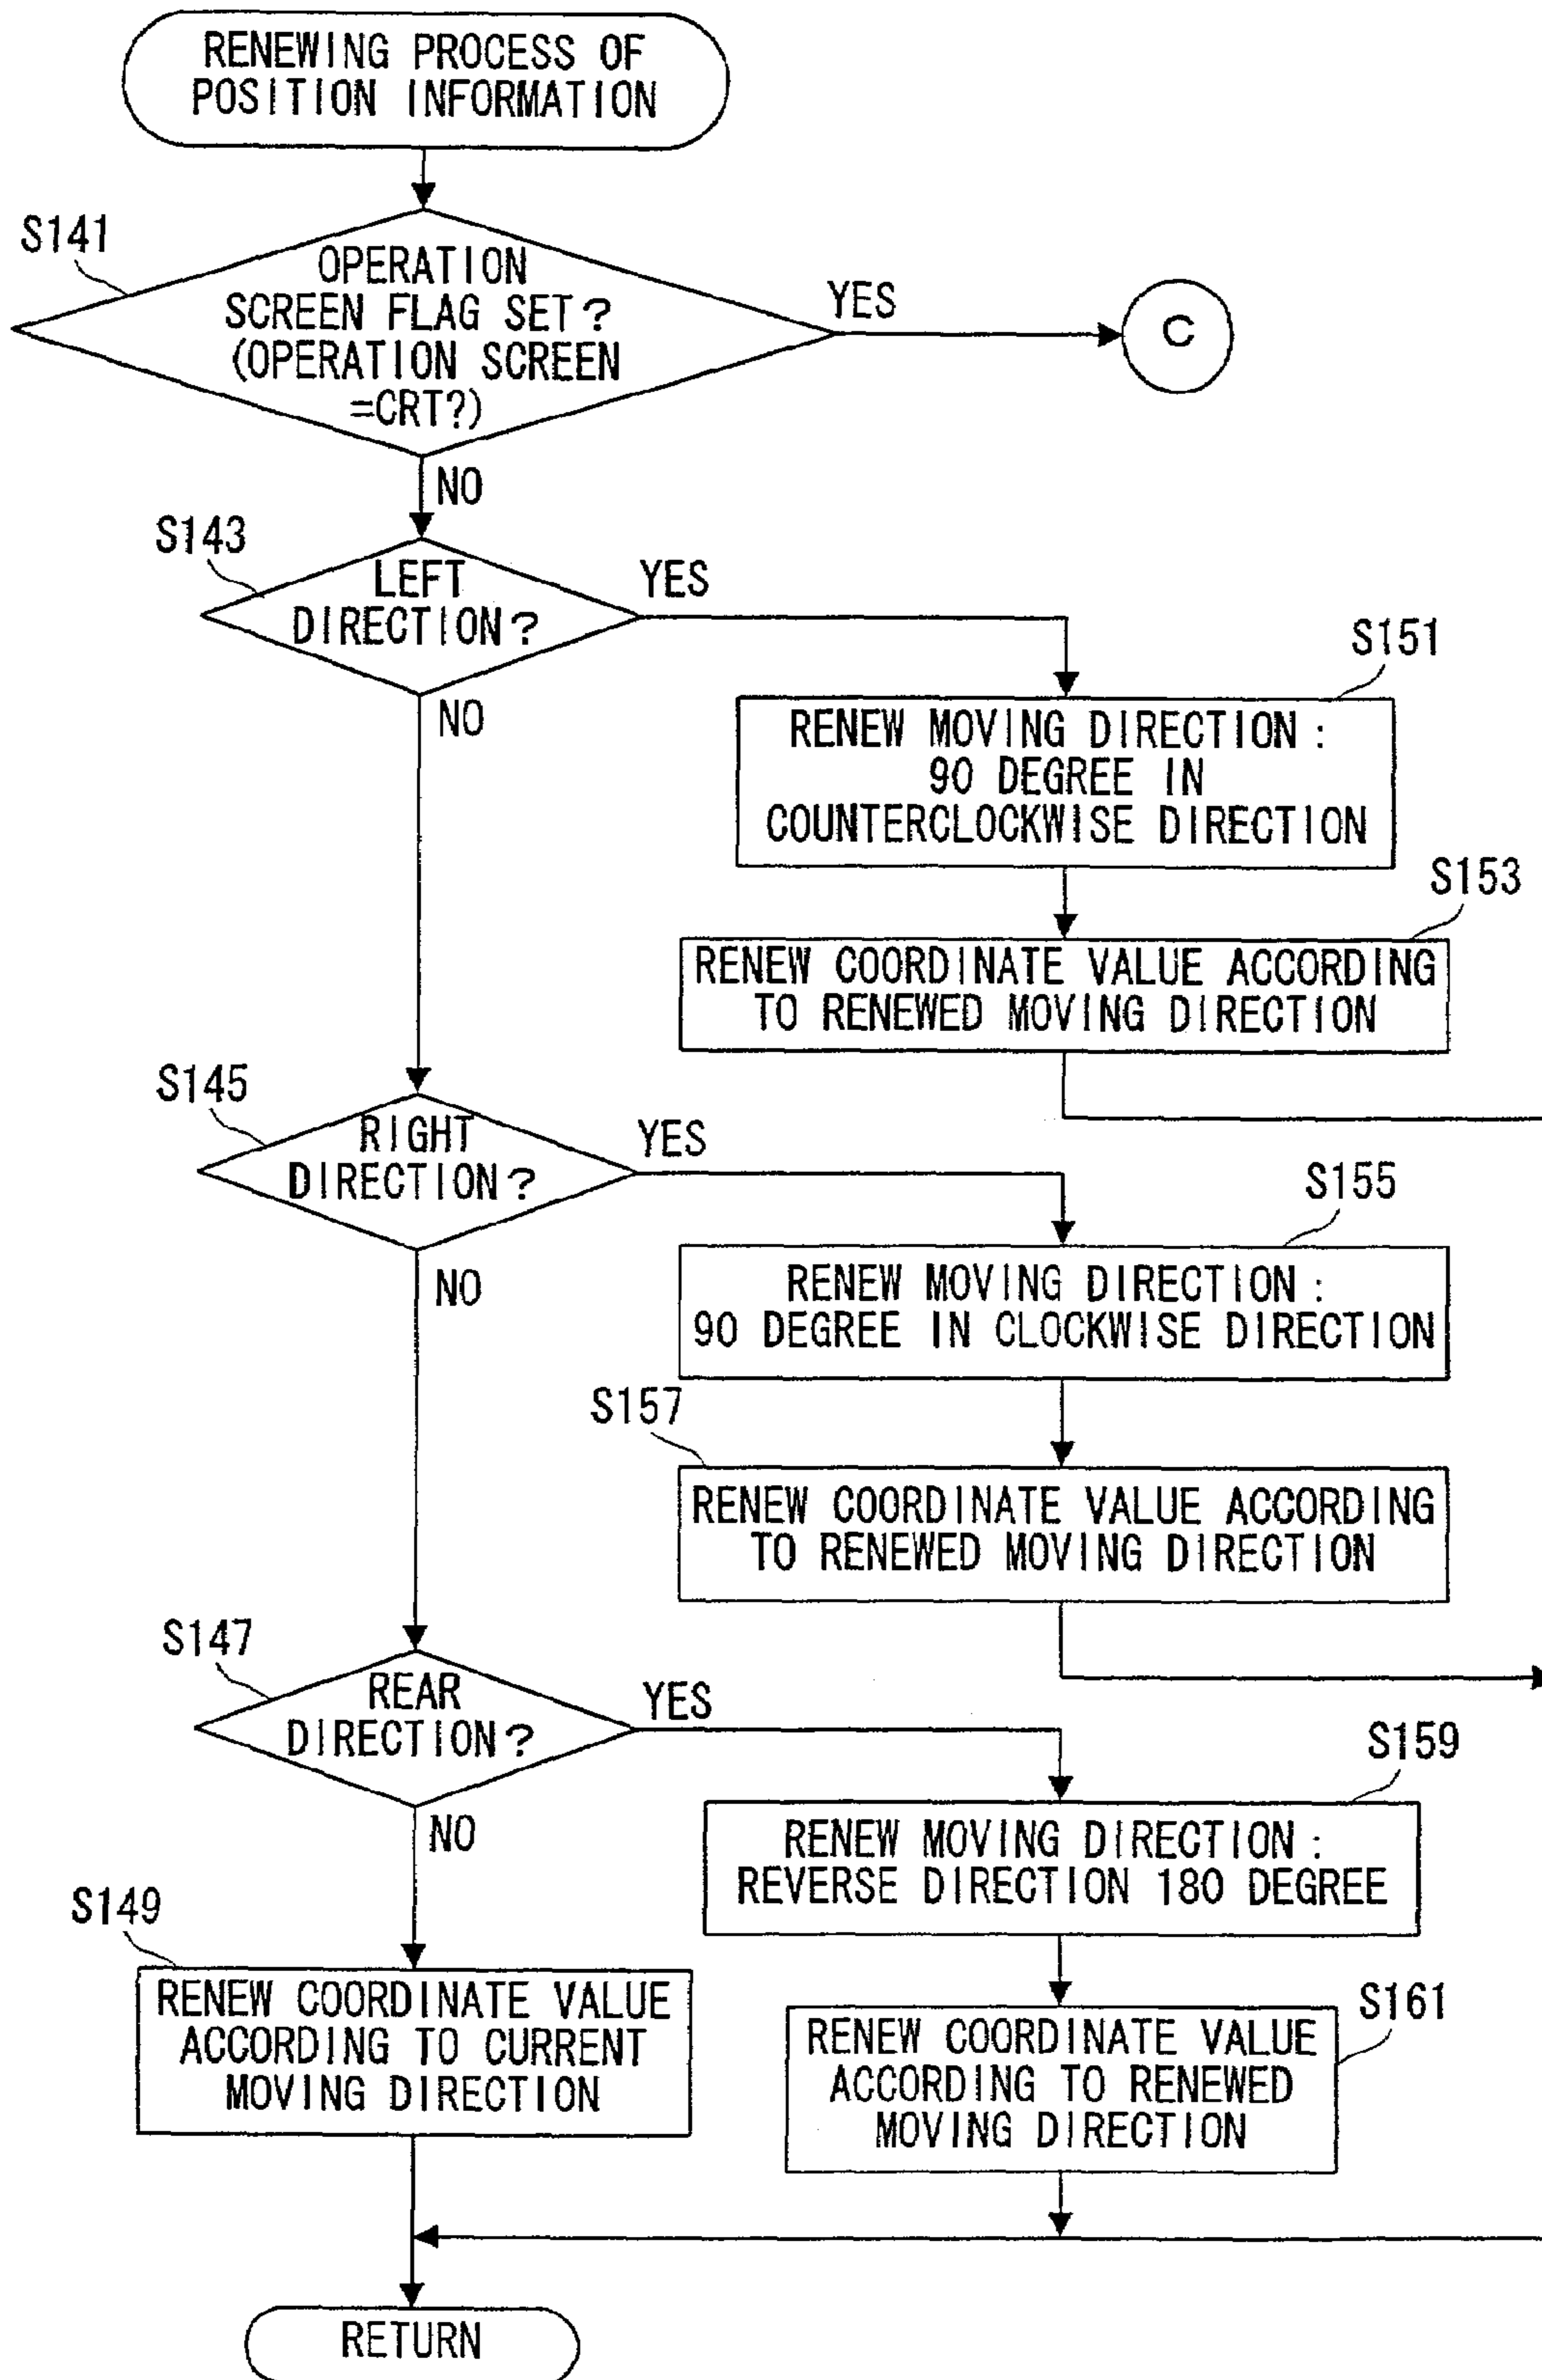 RENEWING PROCESS OF
POSITION INFORMATION
S141
OPERATION
SCREEN FLAG SET?
(OPERATION SCREEN
=CRT?)
YES
C
NO
S143
LEFT
DIRECTION?
YES
NO
S151
RENEW MOVING DIRECTION:
90 DEGREE IN
COUNTERCLOCKWISE DIRECTION
S153
RENEW COORDINATE VALUE ACCORDING
TO RENEWED MOVING DIRECTION
S145
RIGHT
DIRECTION?
YES
NO
S155
RENEW MOVING DIRECTION:
90 DEGREE IN CLOCKWISE DIRECTION
S157
RENEW COORDINATE VALUE ACCORDING
TO RENEWED MOVING DIRECTION
S147
REAR
DIRECTION?
YES
NO
S159
RENEW MOVING DIRECTION:
REVERSE DIRECTION 180 DEGREE
S149
RENEW COORDINATE VALUE
ACCORDING TO CURRENT
MOVING DIRECTION
S161
RENEW COORDINATE VALUE
ACCORDING TO RENEWED
MOVING DIRECTION
RETURN